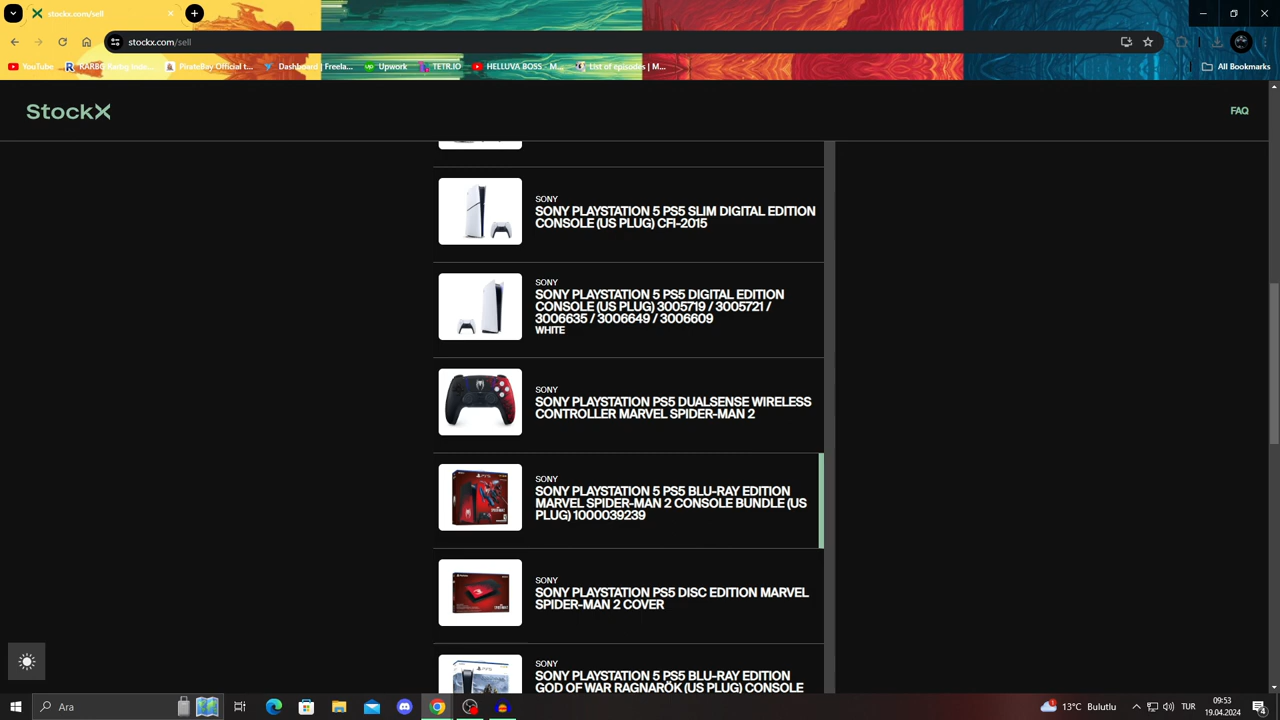 stockx.com/sell
stockx.com/sell
YouTube
UpWork
TETR.IO
HELLUVA BOSS - M...
List of episodes | M...
Dashboard | Freela...
PirateBay Official t...
All Bookmarks
StockX
FAQ
SONY
SONY PLAYSTATION 5 PS5 SLIM DIGITAL EDITION
CONSOLE (US PLUG) CFI-2015
SONY
SONY PLAYSTATION 5 PS5 DIGITAL EDITION
CONSOLE (US PLUG) 3005719 / 3005721 /
3006635 / 3006649 / 3006609
WHITE
SONY
SONY PLAYSTATION PS5 DUALSENSE WIRELESS
CONTROLLER MARVEL SPIDER-MAN 2
SONY
SONY PLAYSTATION 5 PS5 BLU-RAY EDITION
MARVEL SPIDER-MAN 2 CONSOLE BUNDLE (US
PLUG) 1000039239
SONY
SONY PLAYSTATION PS5 DISC EDITION MARVEL
SPIDER-MAN 2 COVER
SONY
SONY PLAYSTATION 5 PS5 BLU-RAY EDITION
GOD OF WAR RAGNARÖK (US PLUG) CONSOLE
Ara
13°C Bulutlu
TUR
09:53
19.04.2024